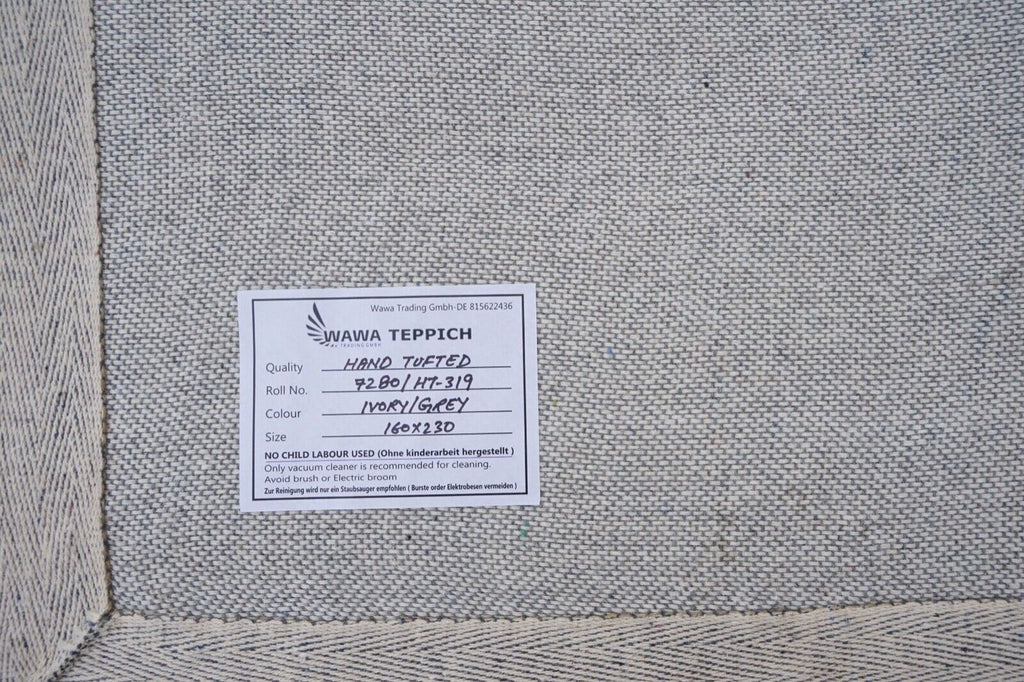 Wawa Trading Gmbh-DE 815622436
WAWA TEPPICH
TRADING GMBH
Quality HAND TUFTED
Roll No. 7280/HT-319
Colour IVORY/GREY
Size 160X230
NO CHILD LABOUR USED (Ohne kinderarbeit hergestellt )
Only vacuum cleaner is recommended for cleaning.
Avoid brush or Electric broom
Zur Reinigung wird nur ein Staubsauger empfohlen ( Burste order Elektrobesen vermeiden )